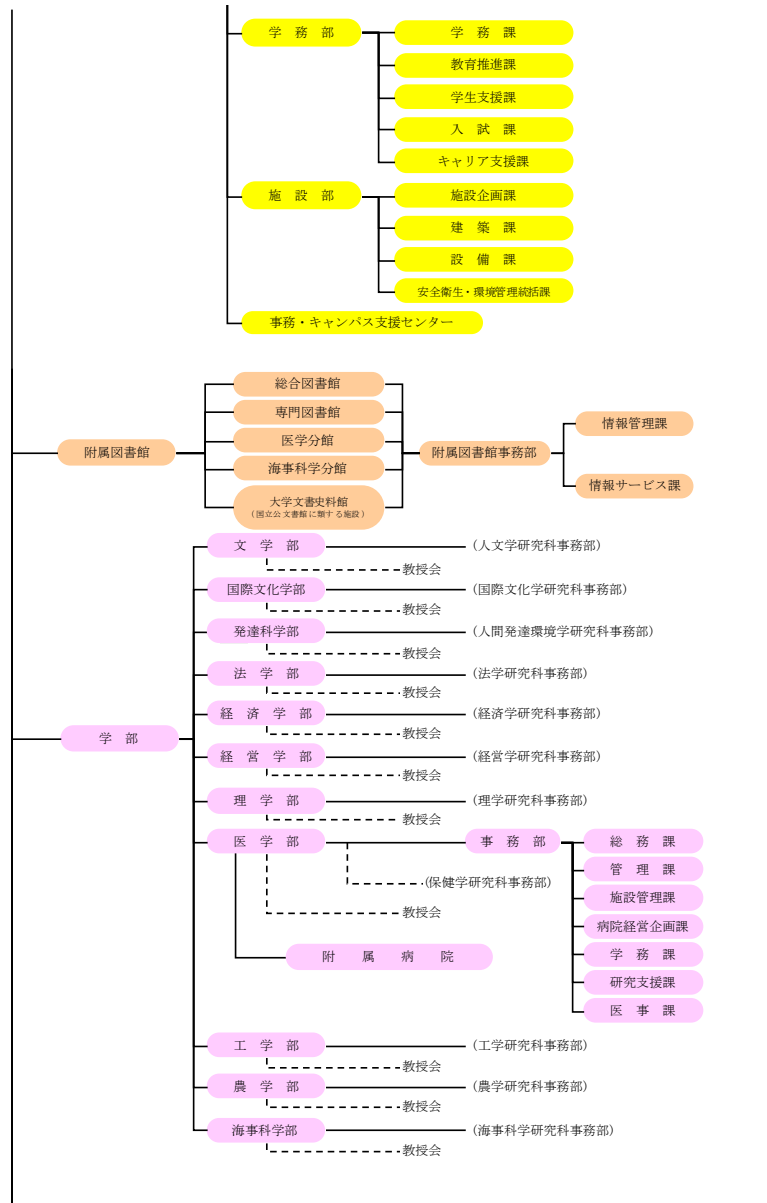 学　務　部
学　務　課
教育推進課
学生支援課
入　試　課
キャリア支援課
施　設　部
施設企画課
建　築　課
設　備　課
安全衛生・環境管理統括課
事務・キャンパス支援センター
附属図書館
総合図書館
専門図書館
医学分館
海事科学分館
大学文書史料館
(国立公文書館に類する施設)
附属図書館事務部
情報管理課
情報サービス課
学　部
文　学　部
(人文学研究科事務部)
教授会
国際文化学部
(国際文化学研究科事務部)
教授会
発達科学部
(人間発達環境学研究科事務部)
教授会
法　学　部
(法学研究科事務部)
教授会
経　済　学　部
(経済学研究科事務部)
教授会
経　営　学　部
(経営学研究科事務部)
教授会
理　学　部
(理学研究科事務部)
教授会
医　学　部
事　務　部
総　務　課
管　理　課
施設管理課
病院経営企画課
学　務　課
研究支援課
医　事　課
(保健学研究科事務部)
教授会
附　属　病　院
工　学　部
(工学研究科事務部)
教授会
農　学　部
(農学研究科事務部)
教授会
海事科学部
(海事科学研究科事務部)
教授会